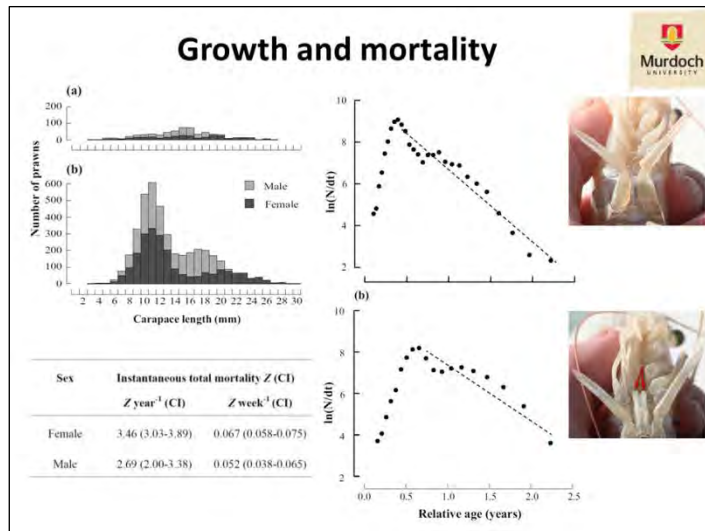 Growth and mortality
Murdoch
UNIVERSITY
(a)
200
100
0
(b)
600
500
400
300
200
100
0
Male
Female
Number of prawns
2 4 6 8 10 12 14 16 18 20 22 24 26 28 30
Carapace length (mm)
Sex Instantaneous total mortality Z (CI)
Z year-1 (CI) Z week-1 (CI)
Female 3.46 (3.03-3.89) 0.067 (0.058-0.075)
Male 2.69 (2.00-3.38) 0.052 (0.038-0.065)
10
8
6
4
2
ln(N/dt)
(b)
10
8
6
4
2
ln(N/dt)
0.0 0.5 1.0 1.5 2.0 2.5
Relative age (years)